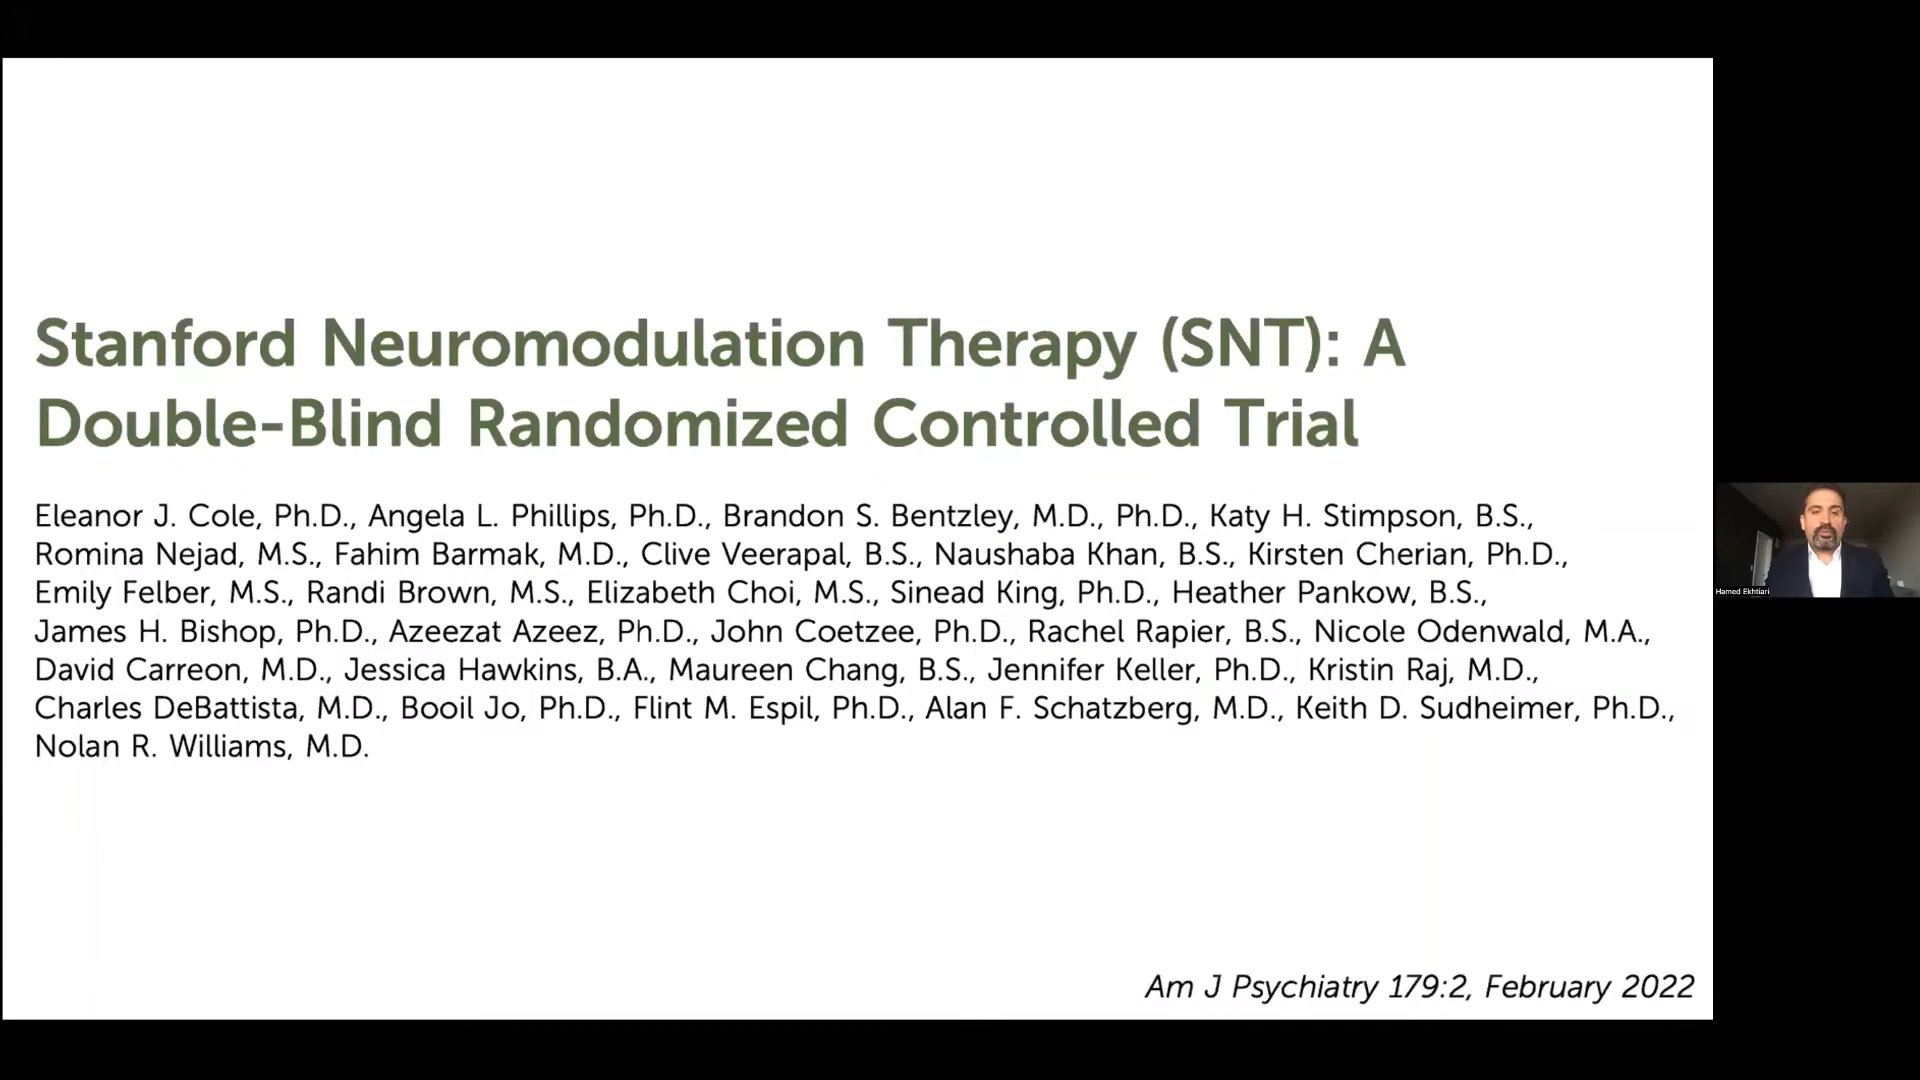 Stanford Neuromodulation Therapy (SNT): A
Double-Blind Randomized Controlled Trial
Eleanor J. Cole, Ph.D., Angela L. Phillips, Ph.D., Brandon S. Bentzley, M.D., Ph.D., Katy H. Stimpson, B.S.,
Romina Nejad, M.S., Fahim Barmak, M.D., Clive Veerapal, B.S., Naushaba Khan, B.S., Kirsten Cherian, Ph.D.,
Emily Felber, M.S., Randi Brown, M.S., Elizabeth Choi, M.S., Sinead King, Ph.D., Heather Pankow, B.S.,
James H. Bishop, Ph.D., Azeezat Azeez, Ph.D., John Coetzee, Ph.D., Rachel Rapier, B.S., Nicole Odenwald, M.A.,
David Carreon, M.D., Jessica Hawkins, B.A., Maureen Chang, B.S., Jennifer Keller, Ph.D., Kristin Raj, M.D.,
Charles DeBattista, M.D., Booil Jo, Ph.D., Flint M. Espil, Ph.D., Alan F. Schatzberg, M.D., Keith D. Sudheimer, Ph.D.,
Nolan R. Williams, M.D.
Am J Psychiatry 179:2, February 2022
Hamed Ekhtiari